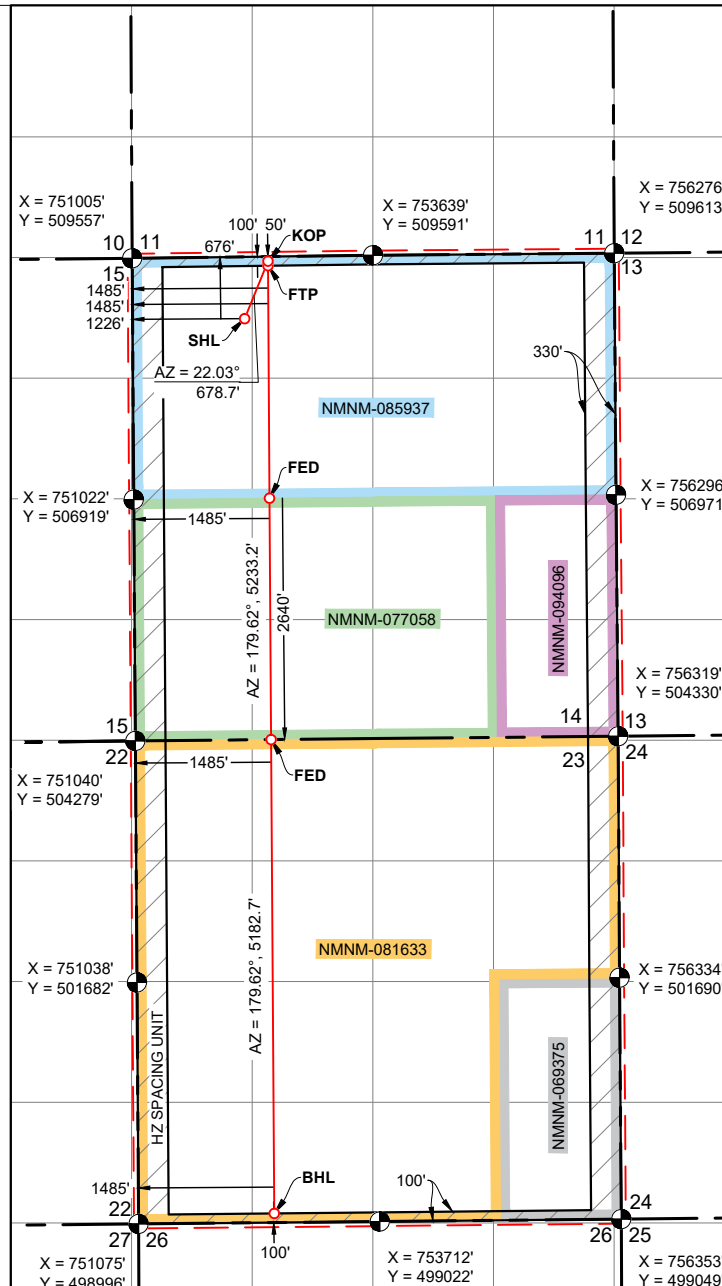 X = 751005'
Y = 509557'
X = 753639'
Y = 509591'
X = 756276
Y = 509613
100' 50'
KOP
10 11
676'
11 12
15
13
1485'
FTP
1485'
1226'
SHL
330'
AZ = 22.03°
678.7'
NMNM-085937
FED
X = 751022'
Y = 506919'
X = 756296
Y = 506971
1485'
AZ = 179.62°, 5233.2'
2640'
NMNM-077058
NMNM-094096
X = 756319'
Y = 504330'
15
14
13
22
23
24
1485'
FED
X = 751040'
Y = 504279'
AZ = 179.62°, 5182.7'
NMNM-081633
X = 751038'
Y = 501682'
X = 756334
Y = 501690
HZ SPACING UNIT
NMNM-069375
1485'
BHL
100'
22
24
27 26
26 25
100'
X = 751075'
Y = 498996'
X = 753712'
Y = 499022'
X = 756353
Y = 499049